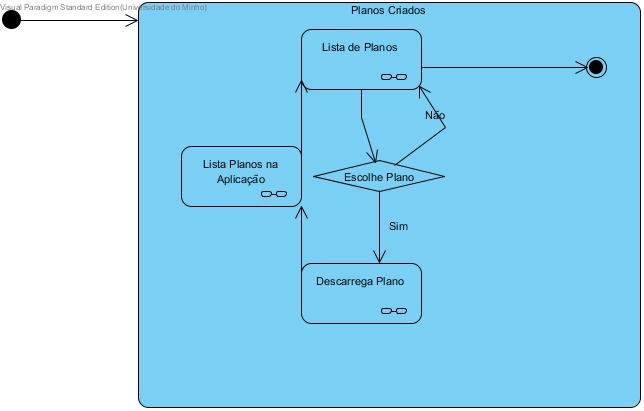 Visual Paradigm Standard Edition(Universidade do Minho)
Planos Criados
Lista de Planos
Não
Lista Planos na
Aplicação
Escolhe Plano
Sim
Descarrega Plano